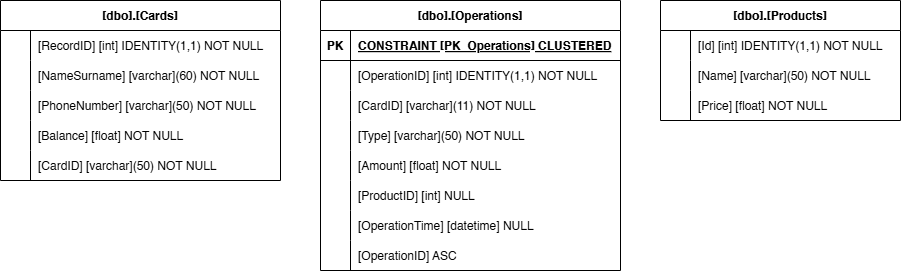 [dbo].[Cards]
[RecordID] [int] IDENTITY(1,1) NOT NULL
[NameSurname] [varchar](60) NOT NULL
[PhoneNumber] [varchar](50) NOT NULL
[Balance] [float] NOT NULL
[CardID] [varchar](50) NOT NULL
[dbo].[Operations]
PK CONSTRAINT [PK_Operations] CLUSTERED
[OperationID] [int] IDENTITY(1,1) NOT NULL
[CardID] [varchar](11) NOT NULL
[Type] [varchar](50) NOT NULL
[Amount] [float] NOT NULL
[ProductID] [int] NULL
[OperationTime] [datetime] NULL
[OperationID] ASC
[dbo].[Products]
[Id] [int] IDENTITY(1,1) NOT NULL
[Name] [varchar](50) NOT NULL
[Price] [float] NOT NULL